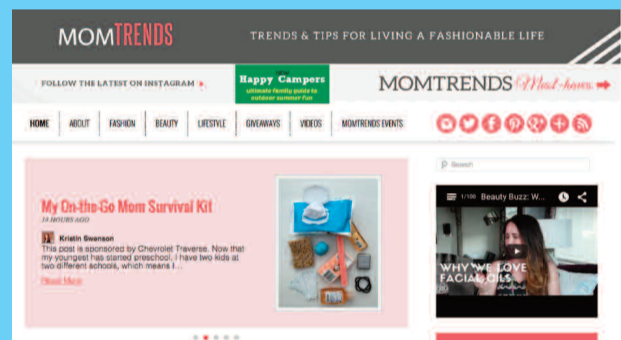 MOMTRENDS
TRENDS & TIPS FOR LIVING A FASHIONABLE LIFE
FOLLOW THE LATEST ON INSTAGRAM
Happy Campers
ultimate family guide to
outdoor summer fun
MOMTRENDS Must-haves
HOME ABOUT FASHION BEAUTY LIFESTYLE GIVEAWAYS VIDEOS MOMTRENDS EVENTS
Search
My On-the-Go Mom Survival Kit
14 HOURS AGO
Kristin Swenson
This post is sponsored by Chevrolet Traverse. Now that
my youngest has started preschool, I have two kids at
two different schools, which means I...
Read More
1/100 Beauty Buzz: W...
WHY WE LOVE
FACIAL OILS